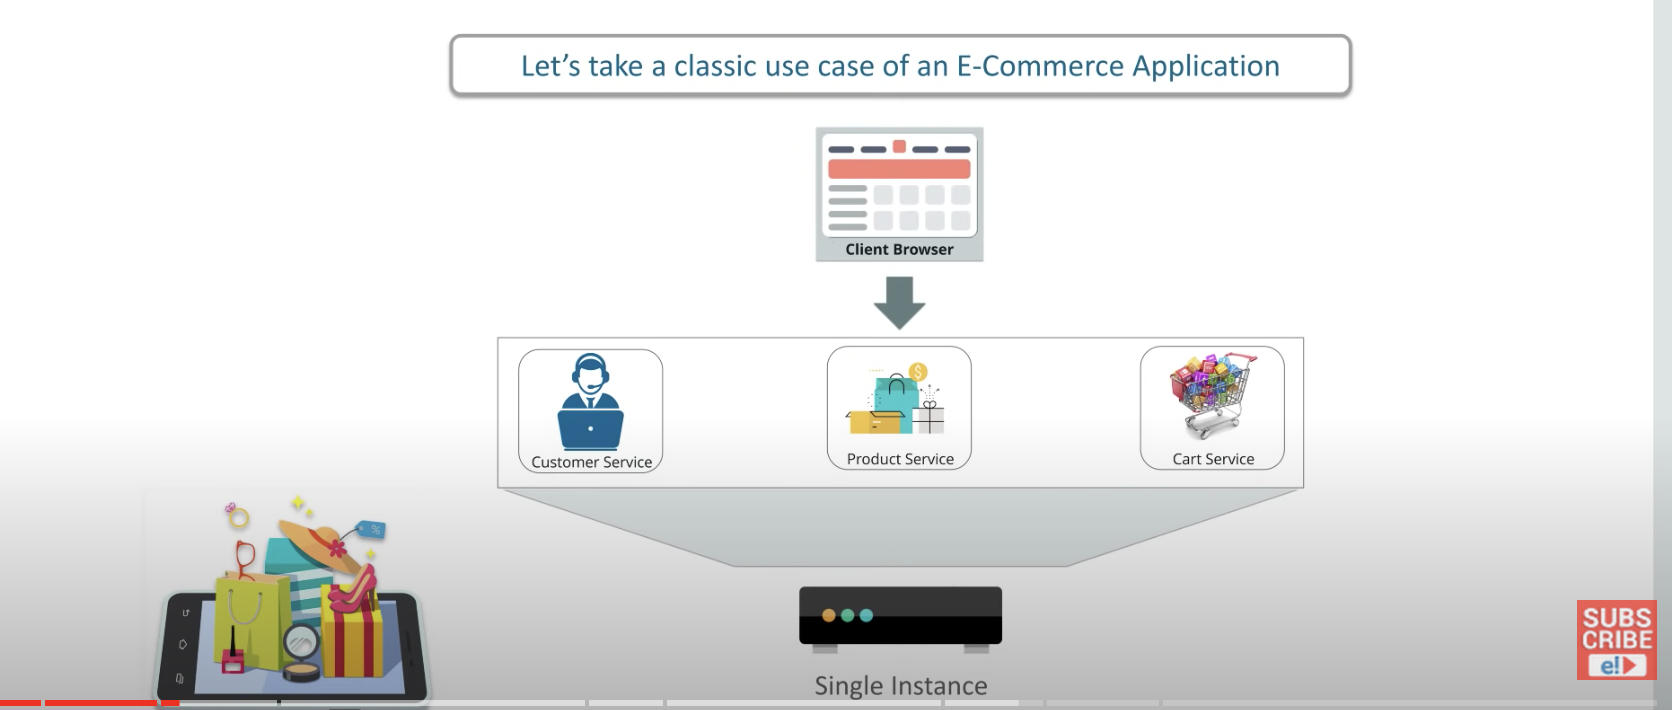 Let's take a classic use case of an E-Commerce Application
Client Browser
$
Customer Service
Product Service
Cart Service
%
Single Instance
SUBS
CRIBE
e!